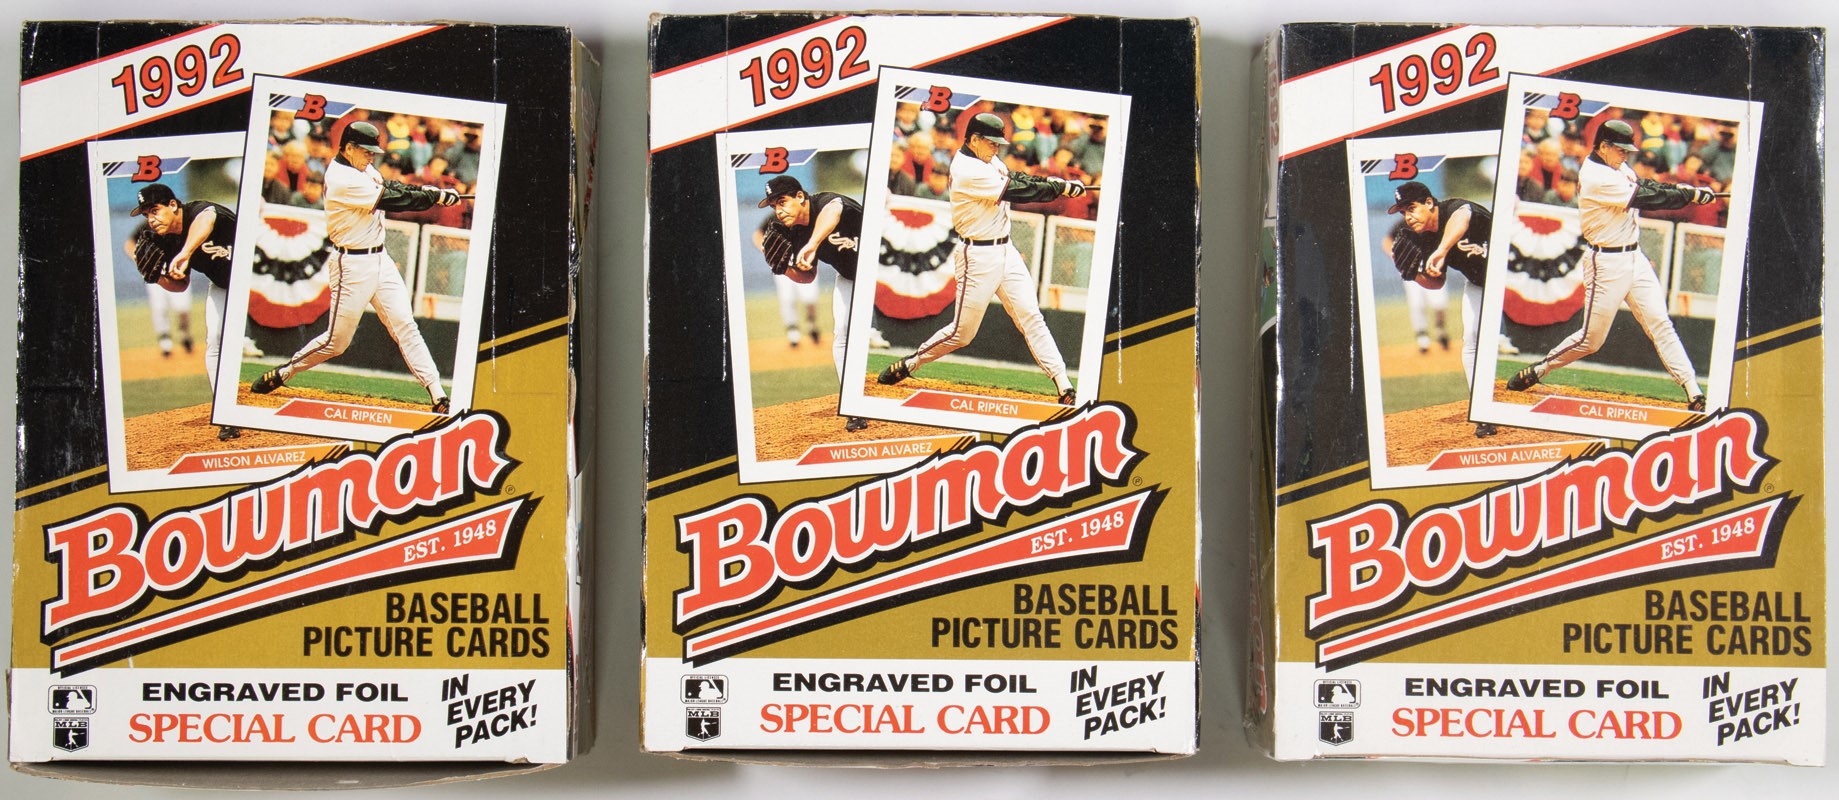 1992
B
B
CAL RIPKEN
WILSON ALVAREZ
Bowman®
EST. 1948
BASEBALL
PICTURE CARDS
ENGRAVED FOIL
SPECIAL CARD
IN
EVERY
PACK!
MLB
1992
B
B
CAL RIPKEN
WILSON ALVAREZ
Bowman®
EST. 1948
BASEBALL
PICTURE CARDS
ENGRAVED FOIL
SPECIAL CARD
IN
EVERY
PACK!
MLB
1992
B
B
CAL RIPKEN
WILSON ALVAREZ
Bowman®
EST. 1948
BASEBALL
PICTURE CARDS
ENGRAVED FOIL
SPECIAL CARD
IN
EVERY
PACK!
MLB